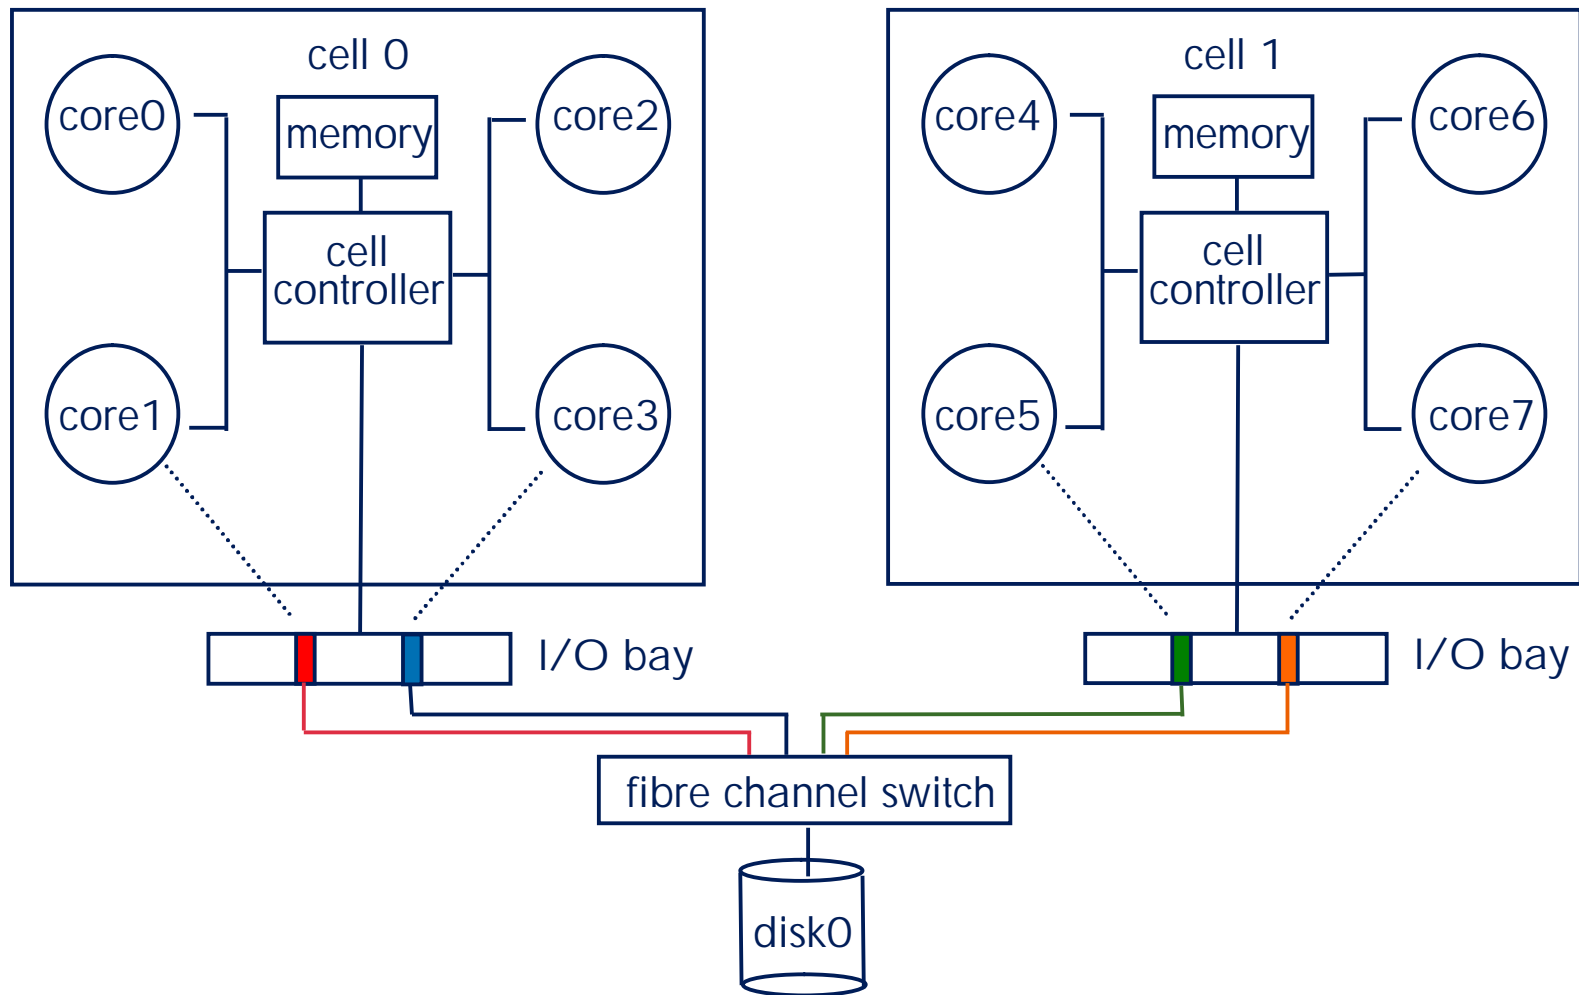 cell 0
core0
memory
core2
cell
controller
core1
core3
I/O bay
cell 1
core4
memory
core6
cell
controller
core5
core7
I/O bay
fibre channel switch
disk0